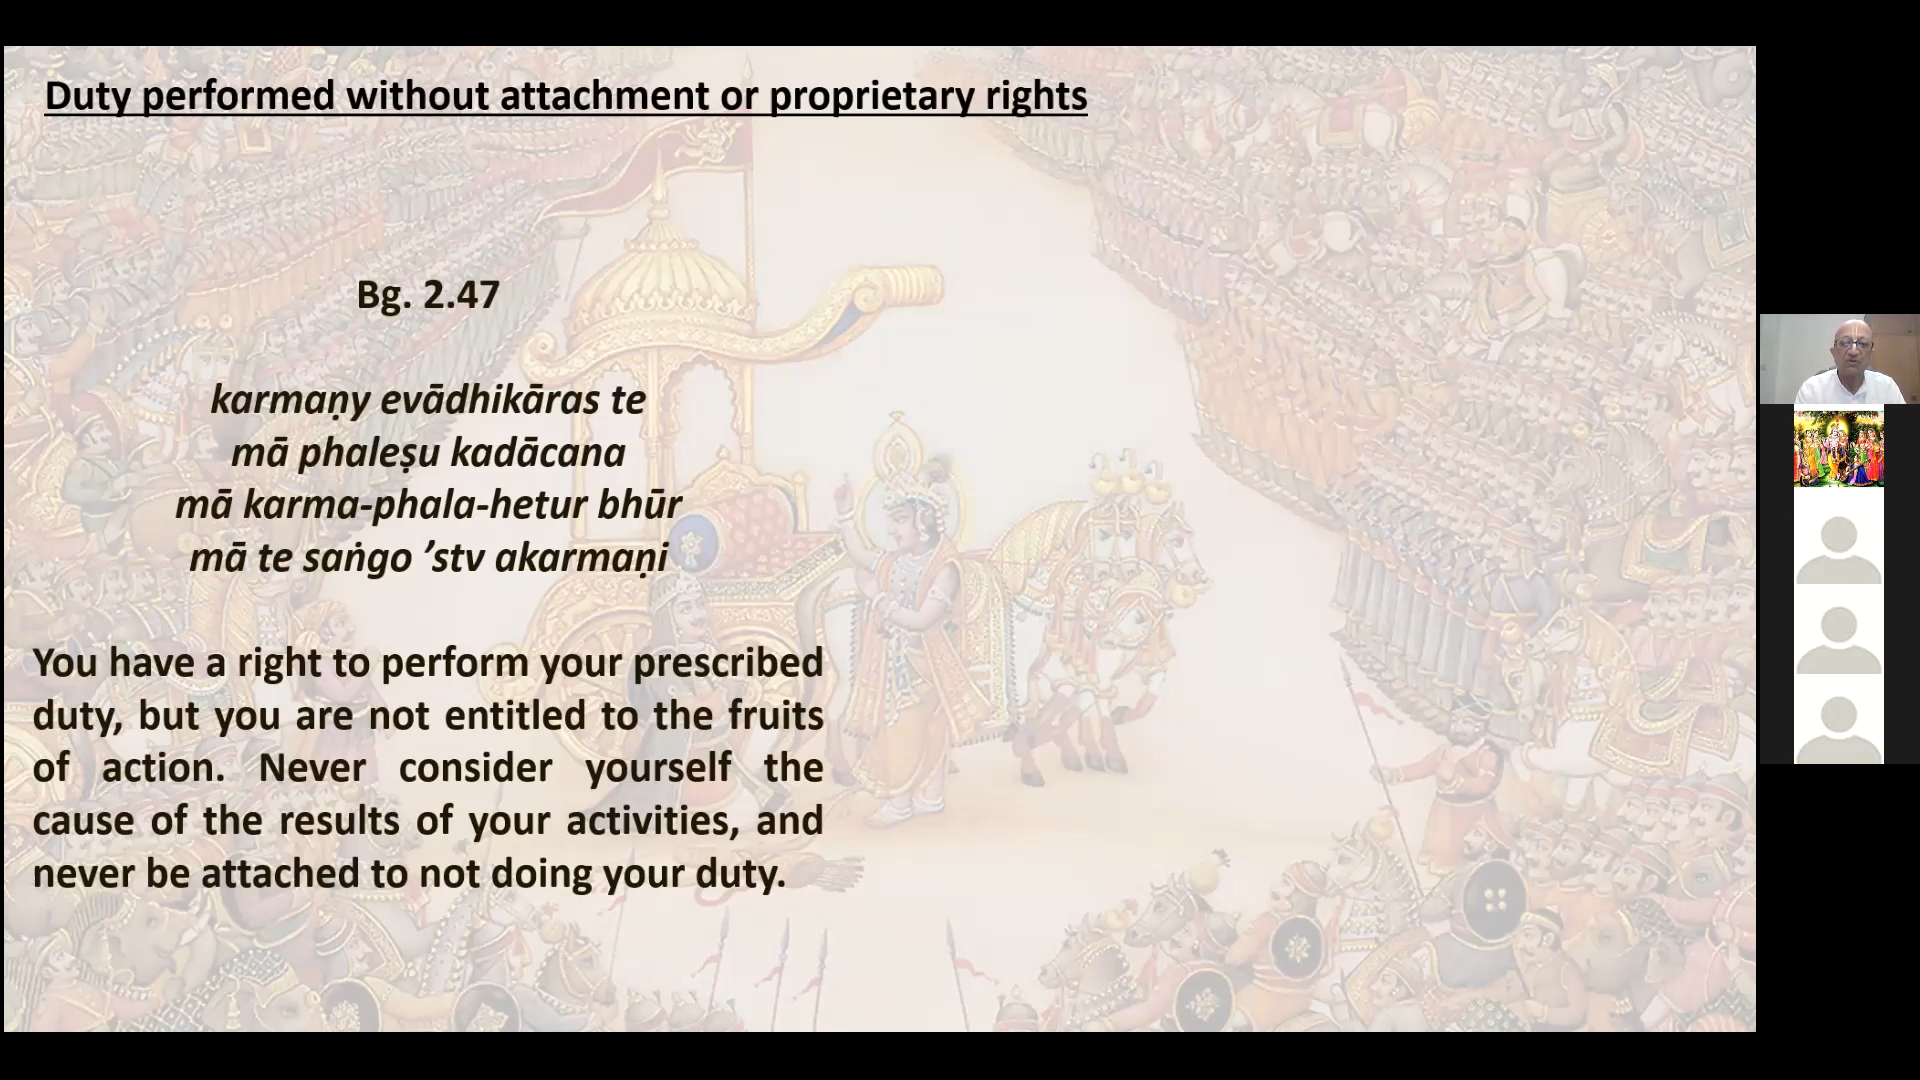 Duty performed without attachment or proprietary rights
Bg. 2.47
karmaṇy evādhikāras te
mā phaleṣu kadācana
mā karma-phala-hetur bhūr
mā te saṅgo ’stv akarmaṇi
You have a right to perform your prescribed
duty, but you are not entitled to the fruits
of action. Never consider yourself the
cause of the results of your activities, and
never be attached to not doing your duty.